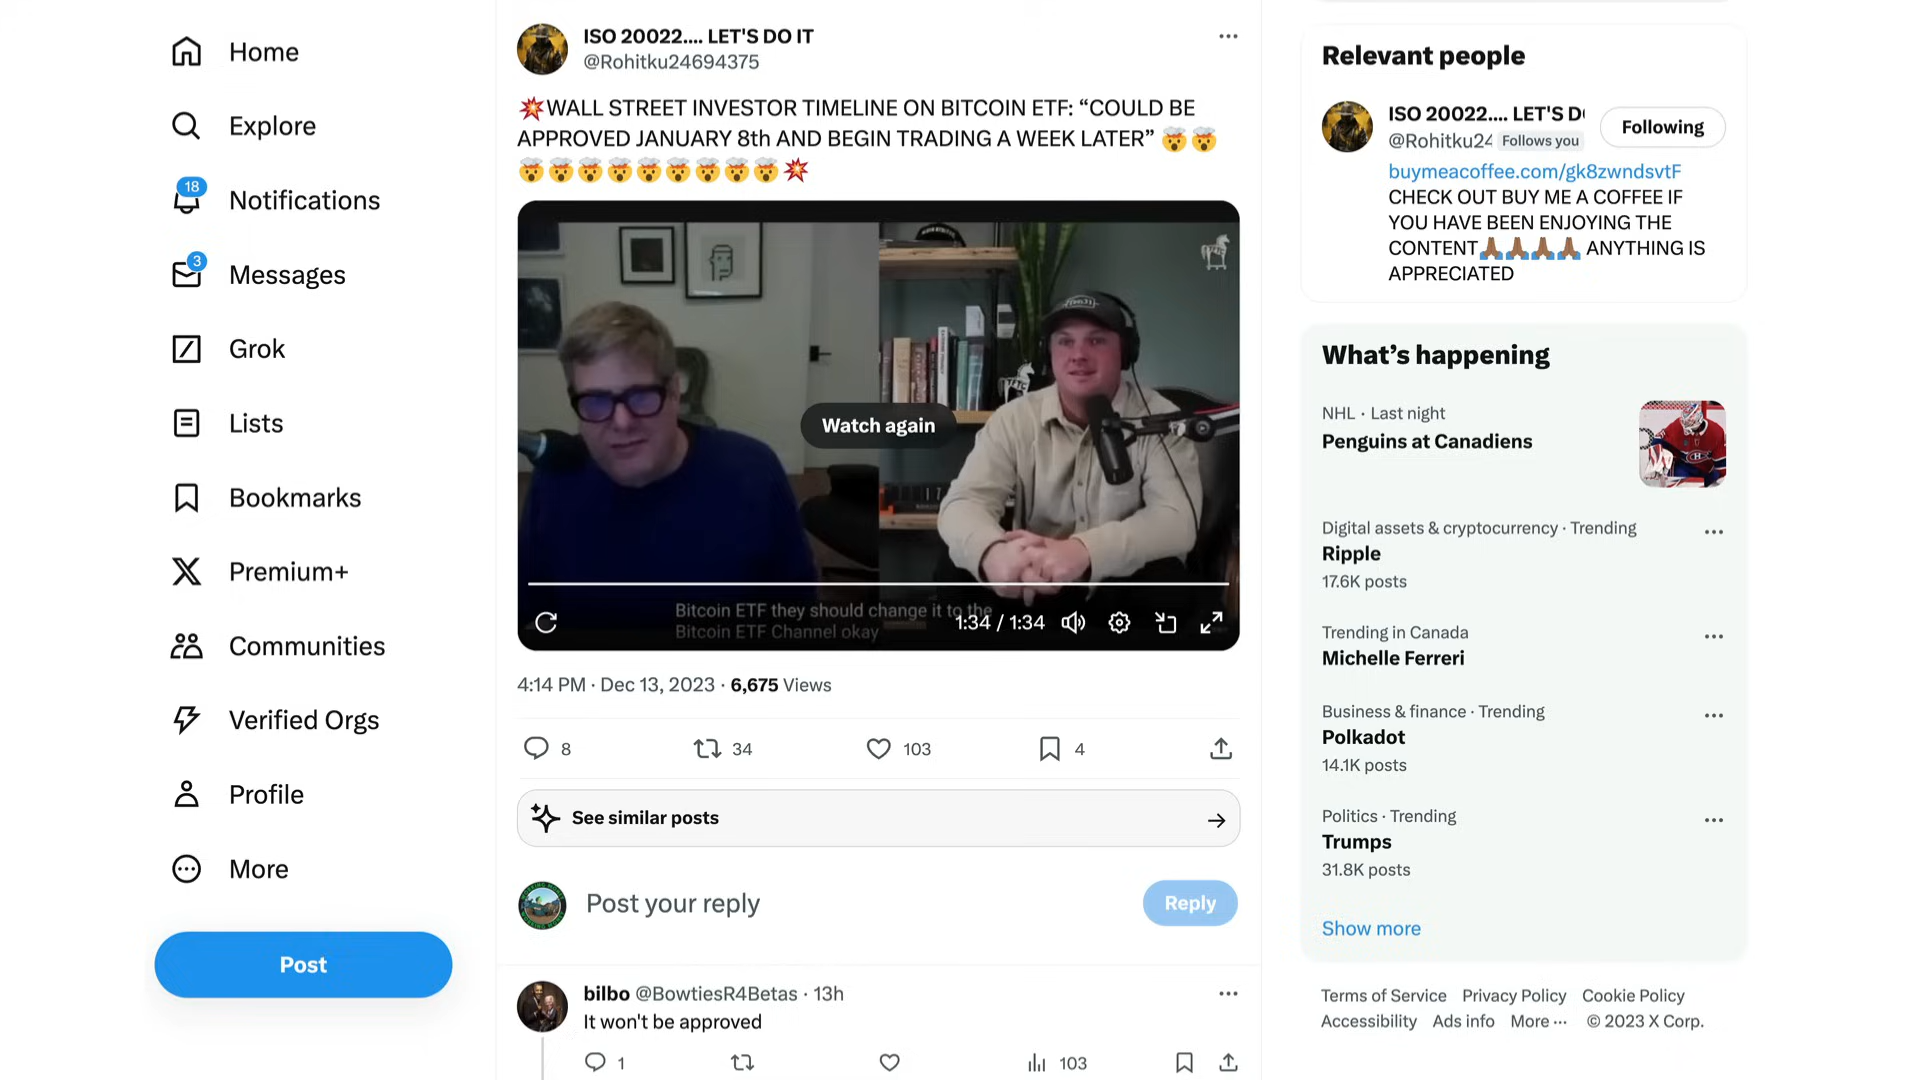 Home
Explore
18
Notifications
3
Messages
Grok
Lists
Bookmarks
Premium+
Communities
Verified Orgs
Profile
More
Post
ISO 20022.... LET'S DO IT
@Rohitku24694375
💥WALL STREET INVESTOR TIMELINE ON BITCOIN ETF: “COULD BE
APPROVED JANUARY 8th AND BEGIN TRADING A WEEK LATER” 🤯🤯
🤯🤯🤯🤯🤯🤯🤯🤯🤯💥
TFTC
Watch again
Bitcoin ETF they should change it to the
Bitcoin ETF Channel okay
1:34 / 1:34
4:14 PM · Dec 13, 2023 · 6,675 Views
8 34 103 4
See similar posts
Post your reply
Reply
bilbo @BowtiesR4Betas · 13h
It won't be approved
1 103
Relevant people
ISO 20022.... LET'S D
@Rohitku24 Follows you
Following
buymeacoffee.com/gk8zwndsvtF
CHECK OUT BUY ME A COFFEE IF
YOU HAVE BEEN ENJOYING THE
CONTENT🙏🏾🙏🏾🙏🏾🙏🏾 ANYTHING IS
APPRECIATED
What’s happening
NHL · Last night
Penguins at Canadiens
Digital assets & cryptocurrency · Trending
Ripple
17.6K posts
Trending in Canada
Michelle Ferreri
Business & finance · Trending
Polkadot
14.1K posts
Politics · Trending
Trumps
31.8K posts
Show more
Terms of Service Privacy Policy Cookie Policy
Accessibility Ads info More ··· © 2023 X Corp.